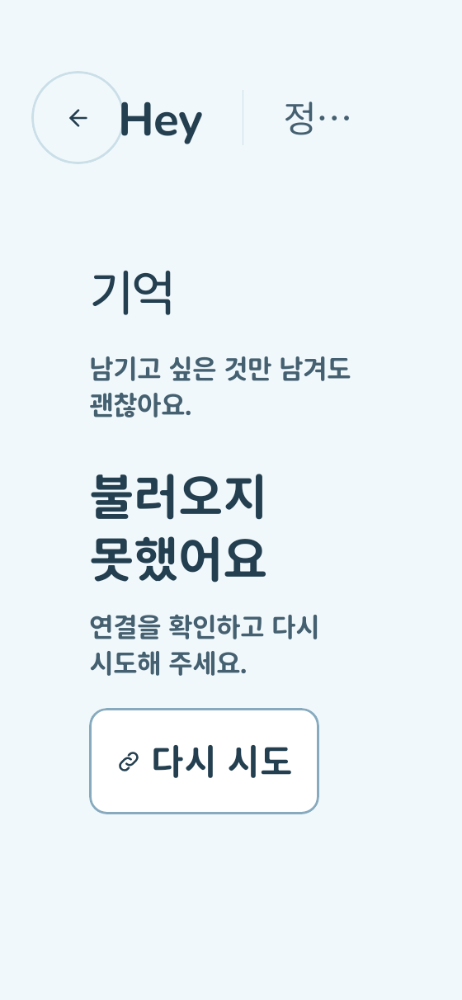 Hey
정…
기억
남기고 싶은 것만 남겨도
괜찮아요.
불러오지
못했어요
연결을 확인하고 다시
시도해 주세요.
다시 시도